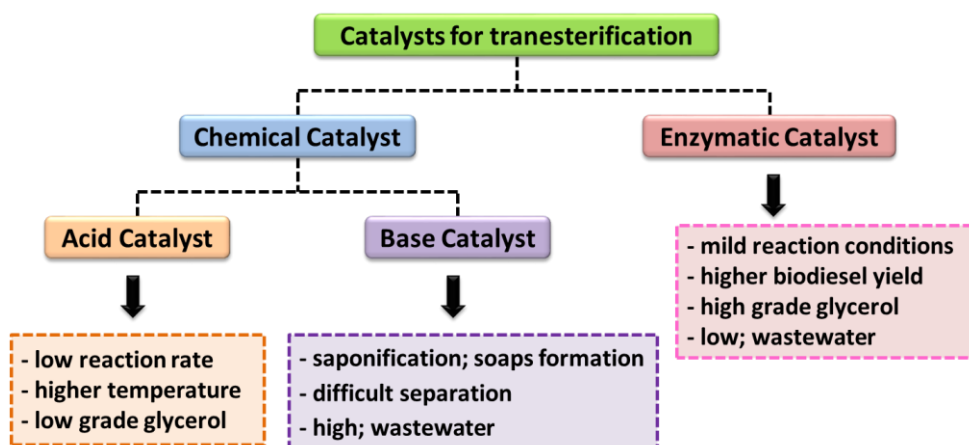 Catalysts for tranesterification
Chemical Catalyst
Enzymatic Catalyst
Acid Catalyst
Base Catalyst
- mild reaction conditions
- higher biodiesel yield
- high grade glycerol
- low; wastewater
- low reaction rate
- higher temperature
- low grade glycerol
- saponification; soaps formation
- difficult separation
- high; wastewater